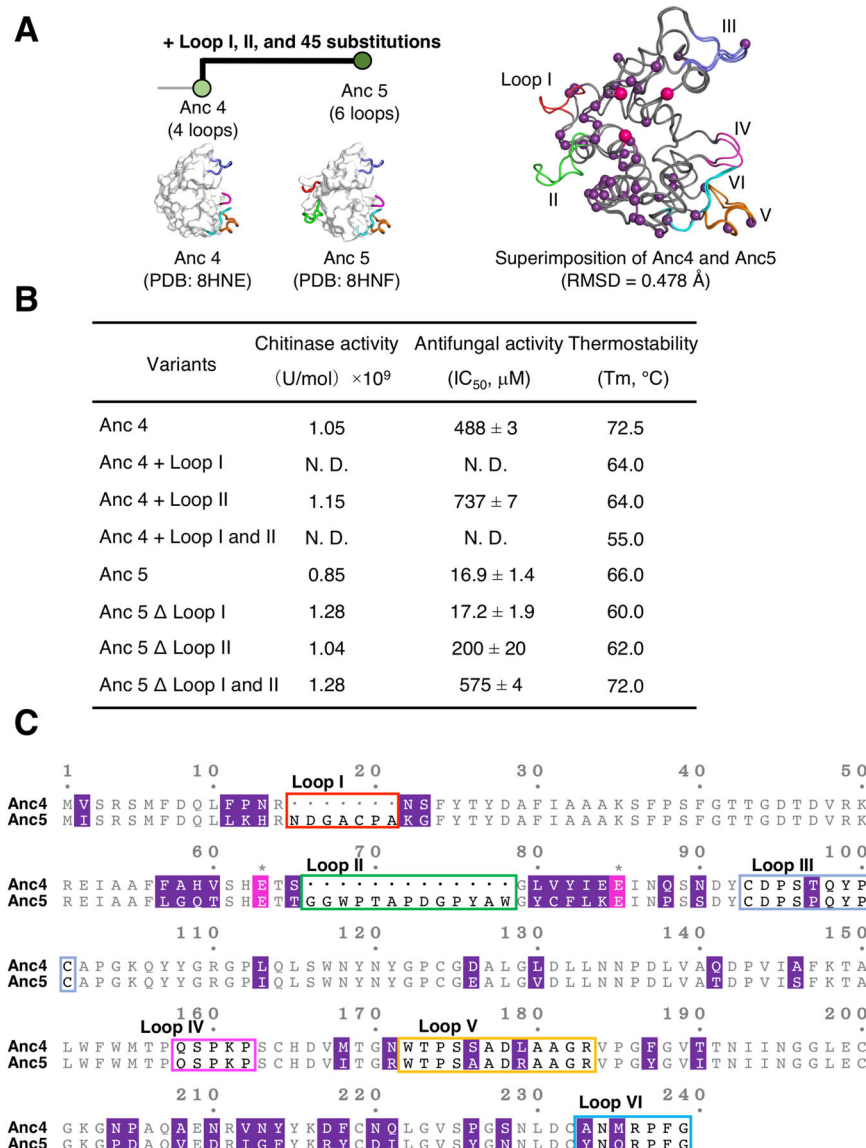 A
+ Loop I, II, and 45 substitutions
Anc 4
(4 loops)
Anc 5
(6 loops)
Anc 4
(PDB: 8HNE)
Anc 5
(PDB: 8HNF)
Loop I
II
III
IV
VI
V
Superimposition of Anc4 and Anc5
(RMSD = 0.478 Å)
B
Variants Chitinase activity (U/mol) ×10⁹ Antifungal activity (IC₅₀, μM) Thermostability (Tm, °C)
Anc 4 1.05 488 ± 3 72.5
Anc 4 + Loop I N. D. N. D. 64.0
Anc 4 + Loop II 1.15 737 ± 7 64.0
Anc 4 + Loop I and II N. D. N. D. 55.0
Anc 5 0.85 16.9 ± 1.4 66.0
Anc 5 Δ Loop I 1.28 17.2 ± 1.9 60.0
Anc 5 Δ Loop II 1.04 200 ± 20 62.0
Anc 5 Δ Loop I and II 1.28 575 ± 4 72.0
C
1 10 20 30 40 50
Loop I
Anc4 MVSRSMFDQLFPNR·······NSFYTYDAFIAAAKSFPSFGTTGDTDVRK
Anc5 MISRSMFDQLLKHRNDGACPAKGFYTYDAFIAAAKSFPSFGTTGDTDVRK
60 70 80 90 100
* Loop II * Loop III
Anc4 REIAAFFAHVSHETS·············GLVYIEEINQSNDYCDPSTQYP
Anc5 REIAAFLGQTSHETTGGWPTAPDGPYAWGYCFLKEINPSSDYCDPSPQYP
110 120 130 140 150
Anc4 CAPGKQYYGRGPLQLSWNYNYGPCGDALGLDLLNNPDLVAQDPVIAFKTA
Anc5 CAPGKQYYGRGPIQLSWNYNYGPCGEALGVDLLNNPDLVATDPVISFKTA
160 170 180 190 200
Loop IV Loop V
Anc4 LWFWMTPQSPKPSCHDVMTGNWTPSSADLAAGRVPGFGVTTNIINGGLEC
Anc5 LWFWMTPQSPKPSCHDVITGRWTPSAADRAAGRVPGYGVITNIINGGLEC
210 220 230 240
Loop VI
Anc4 GKGNPAQAENRVNYYKDFCNQLGVSPGSNLDCANMRPFG
Anc5 GKGPDAQVEDRIGFYKRYCDILGVSYGNNLDCYNQRPFG